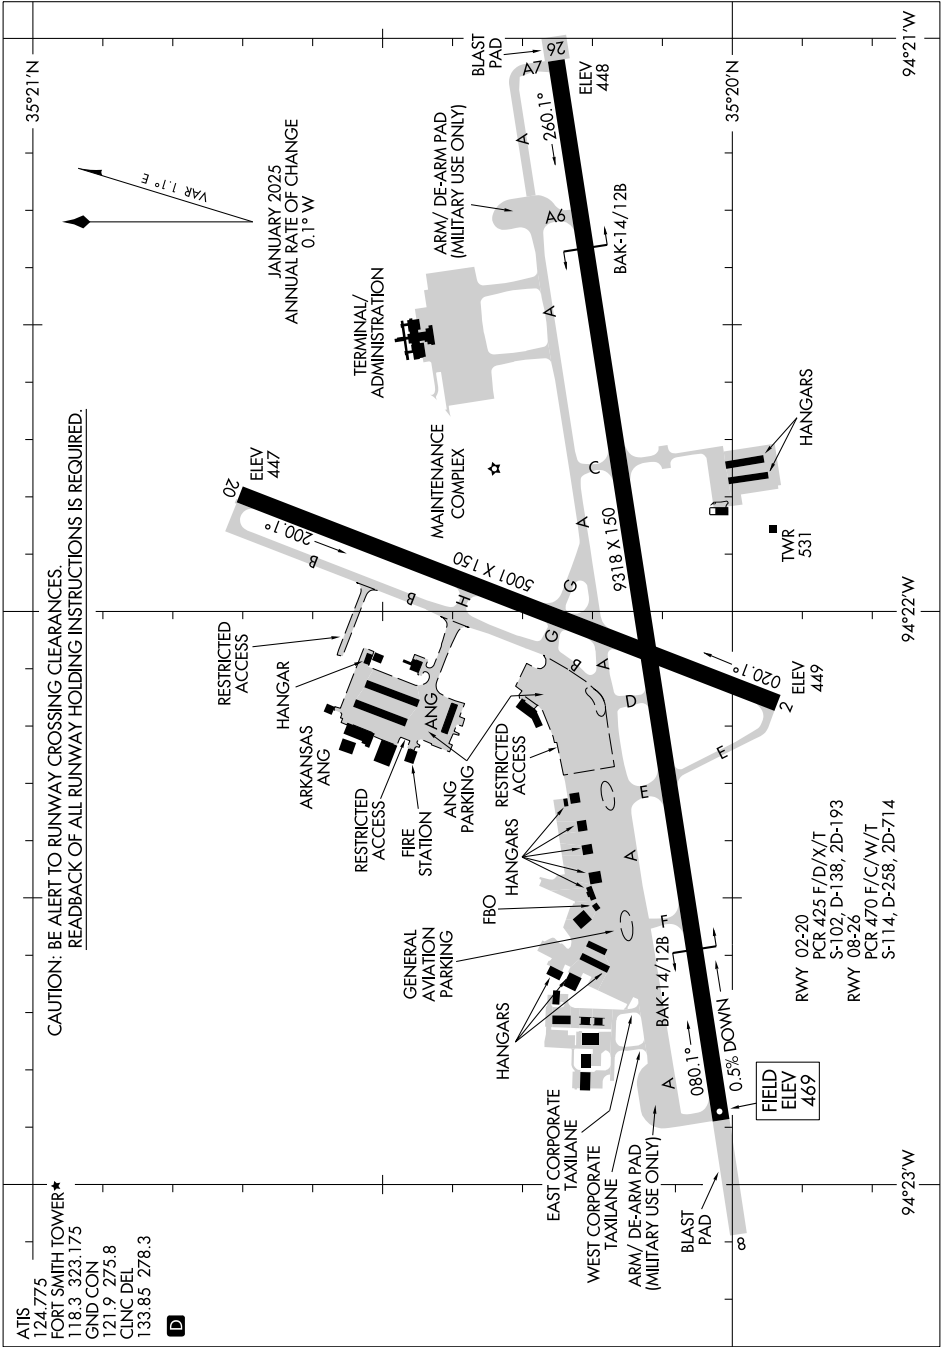 ATIS
124.775
FORT SMITH TOWER★
118.3 323.175
GND CON
121.9 275.8
CLNC DEL
133.85 278.3
D
CAUTION: BE ALERT TO RUNWAY CROSSING CLEARANCES.
READBACK OF ALL RUNWAY HOLDING INSTRUCTIONS IS REQUIRED.
35°21'N
VAR 1.1° E
JANUARY 2025
ANNUAL RATE OF CHANGE
0.1° W
RESTRICTED
ACCESS
HANGAR
ARKANSAS
ANG
RESTRICTED
ACCESS
FIRE
STATION
ANG
ANG
PARKING
RESTRICTED
ACCESS
HANGARS
FBO
GENERAL
AVIATION
PARKING
HANGARS
EAST CORPORATE
TAXILANE
WEST CORPORATE
TAXILANE
ARM/ DE-ARM PAD
(MILITARY USE ONLY)
BLAST
PAD
8
20
ELEV
447
200.1°
B
B
H
5001 X 150
G
G
B
MAINTENANCE
COMPLEX
TERMINAL/
ADMINISTRATION
ARM/ DE-ARM PAD
(MILITARY USE ONLY)
BLAST
PAD
26
A7
ELEV
448
260.1°
A
A6
BAK-14/12B
A
C
A
A
9318 X 150
D
E
E
A
F
BAK-14/12B
A
080.1°
0.5% DOWN
FIELD
ELEV
469
020.1°
2
ELEV
449
HANGARS
TWR
531
RWY 02-20
PCR 425 F/D/X/T
S-102, D-138, 2D-193
RWY 08-26
PCR 470 F/C/W/T
S-114, D-258, 2D-714
35°20'N
94°23'W
94°22'W
94°21'W